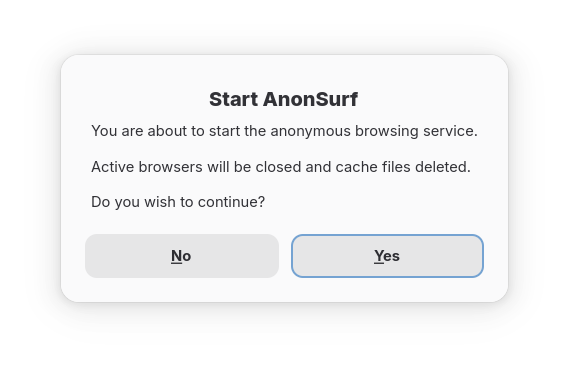 Start AnonSurf
You are about to start the anonymous browsing service.
Active browsers will be closed and cache files deleted.
Do you wish to continue?
No
Yes